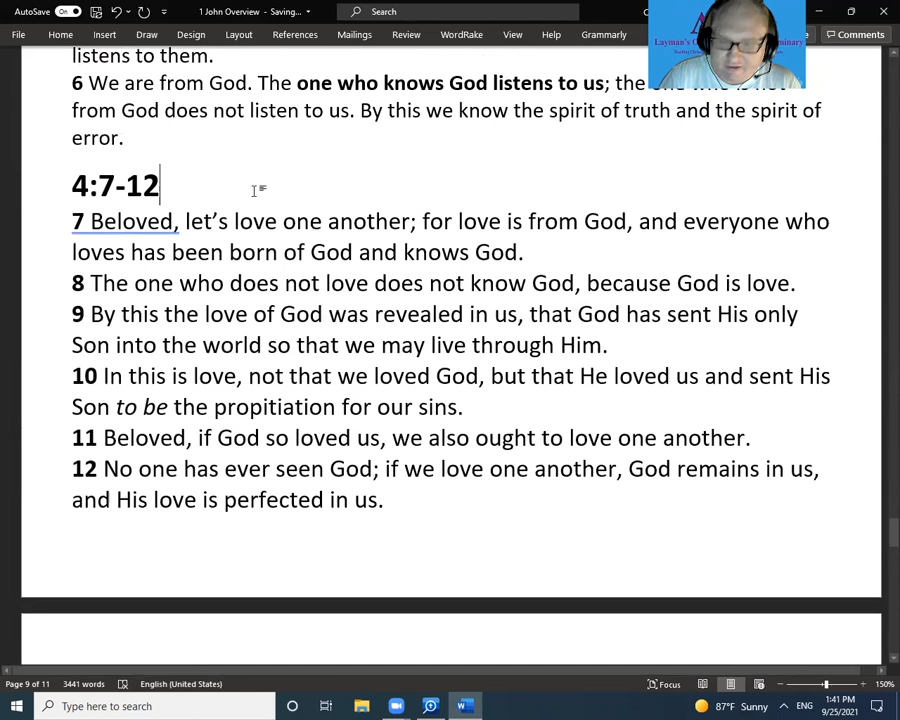 AutoSave On 1 John Overview - Saving... Search
File Home Insert Draw Design Layout References Mailings Review View WordRake Help Grammarly Comments
Layman's
listens to them.
6 We are from God. The one who knows God listens to us; the
from God does not listen to us. By this we know the spirit of truth and the spirit of
error.
4:7-12
7 Beloved, let's love one another; for love is from God, and everyone who
loves has been born of God and knows God.
8 The one who does not love does not know God, because God is love.
9 By this the love of God was revealed in us, that God has sent His only
Son into the world so that we may live through Him.
10 In this is love, not that we loved God, but that He loved us and sent His
Son to be the propitiation for our sins.
11 Beloved, if God so loved us, we also ought to love one another.
12 No one has ever seen God; if we love one another, God remains in us,
and His love is perfected in us.
Page 9 of 11 3441 words English (United States) Focus 150%
Type here to search 87°F Sunny ENG 1:41 PM
9/25/2021